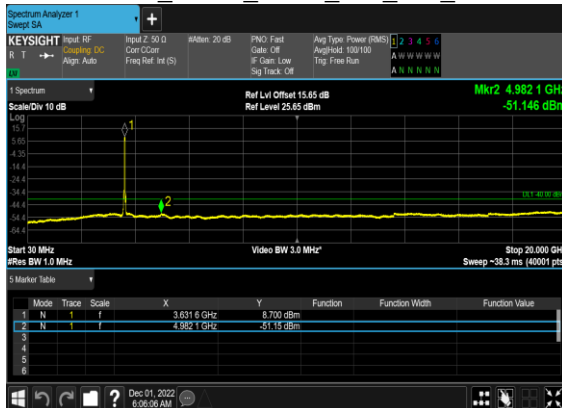 Spectrum Analyzer 1
Swept SA
KEYSIGHT Input: RF Input Z: 50 Ω #Atten: 20 dB PNO: Fast Avg Type: Power (RMS) 1 2 3 4 5 6
R T Coupling: DC Corr CCorr Gate: Off Avg|Hold: 100/100 A W W W W W
Align: Auto Freq Ref: Int (S) IF Gain: Low Trig: Free Run
Sig Track: Off A N N N N N
1 Spectrum Ref Lvl Offset 15.65 dB Mkr2 4.982 1 GHz
Scale/Div 10 dB Ref Level 25.65 dBm -51.146 dBm
Log
15.7
5.65
-4.35
-14.4
-24.4
-34.4
-44.4
-54.4
-64.4
1
2
Start 30 MHz Video BW 3.0 MHz* Stop 20.000 GH
#Res BW 1.0 MHz Sweep ~38.3 ms (40001 pts
5 Marker Table
Mode Trace Scale X Y Function Function Width Function Value
1 N 1 f 3.631 6 GHz 8.700 dBm
2 N 1 f 4.982 1 GHz -51.15 dBm
3
4
5
6
? Dec 01, 2022
6:06:06 AM